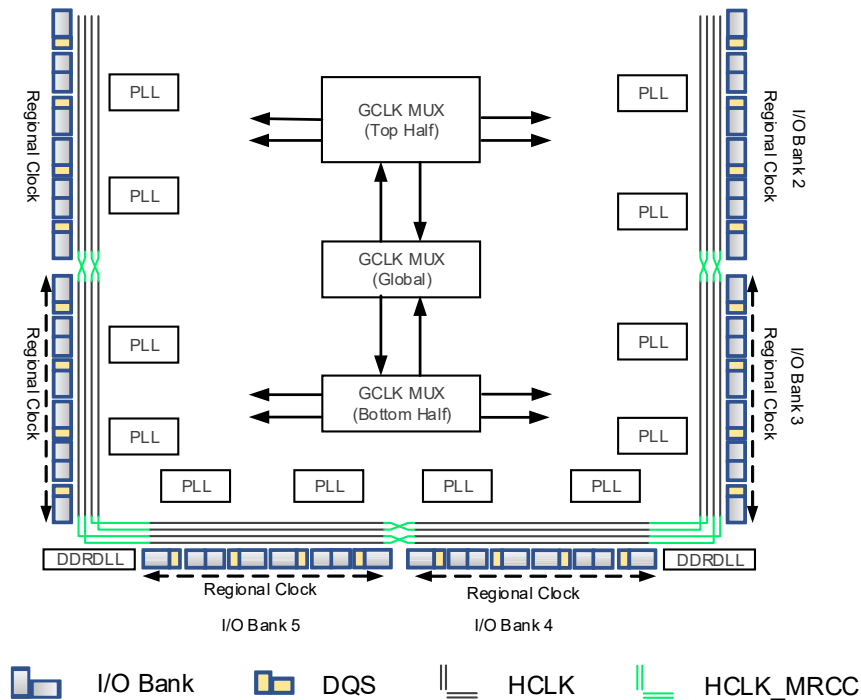 PLL
GCLK MUX
(Top Half)
PLL
Regional Clock
Regional Clock
I/O Bank 2
PLL
PLL
GCLK MUX
(Global)
PLL
PLL
Regional Clock
Regional Clock
I/O Bank 3
GCLK MUX
(Bottom Half)
PLL
PLL
PLL
PLL
PLL
PLL
DDRDLL
DDRDLL
Regional Clock
Regional Clock
I/O Bank 5
I/O Bank 4
I/O Bank
DQS
HCLK
HCLK_MRCC